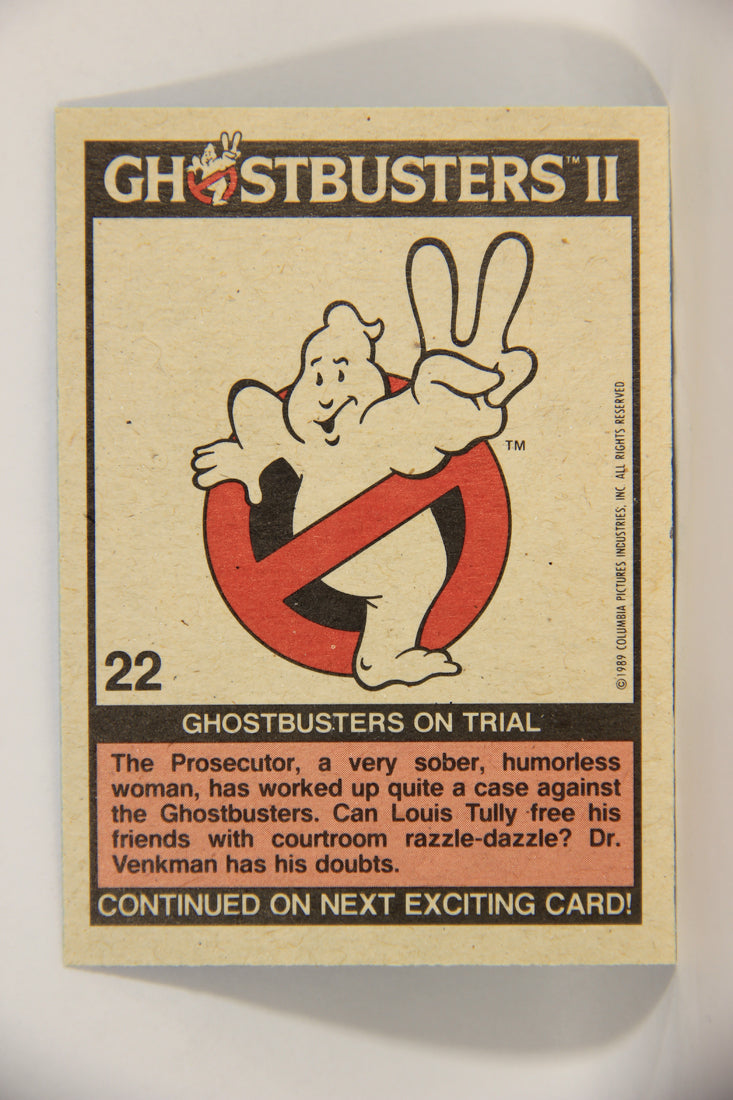 GHOSTBUSTERS™ II
TM
©1989 COLUMBIA PICTURES INDUSTRIES, INC. ALL RIGHTS RESERVED
22
GHOSTBUSTERS ON TRIAL
The Prosecutor, a very sober, humorless
woman, has worked up quite a case against
the Ghostbusters. Can Louis Tully free his
friends with courtroom razzle-dazzle? Dr.
Venkman has his doubts.
CONTINUED ON NEXT EXCITING CARD!